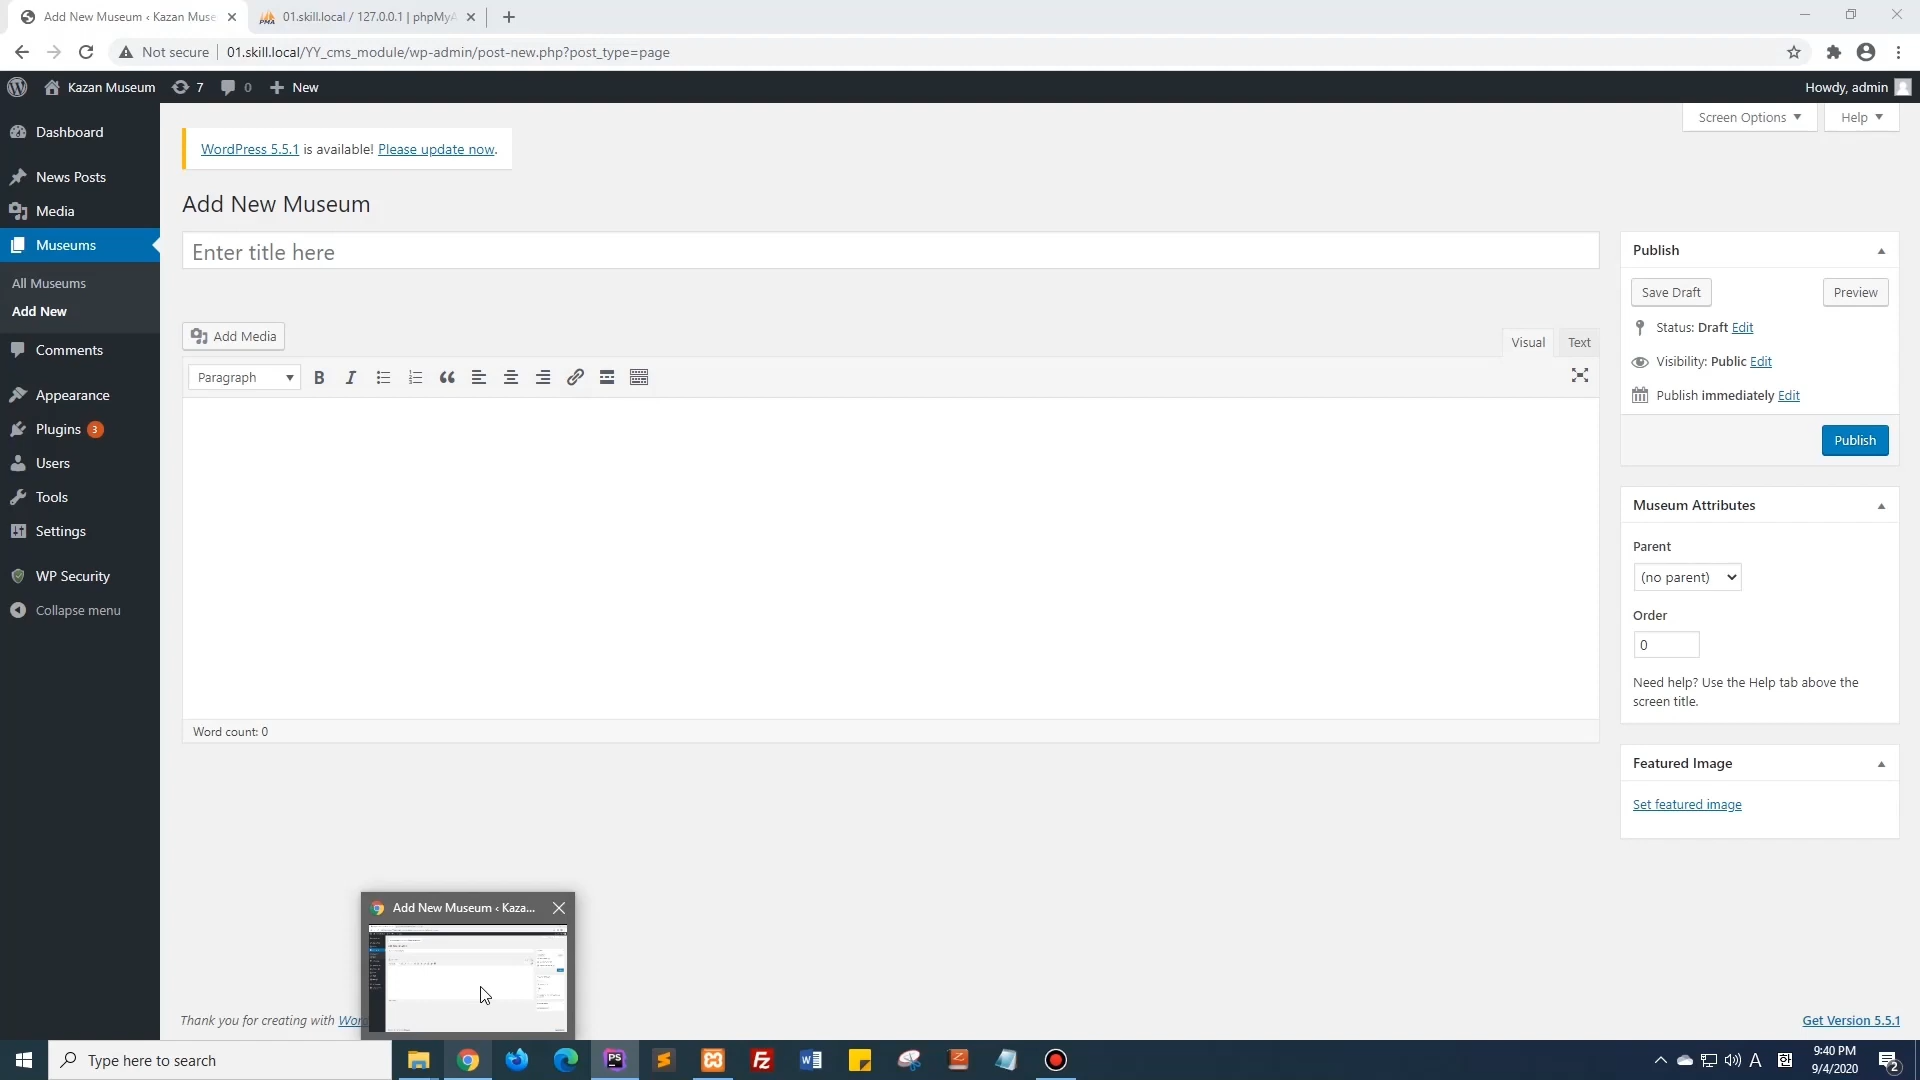 Add New Museum ‹ Kazan Muse
01.skill.local / 127.0.0.1 | phpMyA
Not secure
01.skill.local/YY_cms_module/wp-admin/post-new.php?post_type=page
Kazan Museum
7
0
New
Howdy, admin
Screen Options
Help
Dashboard
News Posts
Media
Museums
All Museums
Add New
Comments
Appearance
Plugins 3
Users
Tools
Settings
WP Security
Collapse menu
WordPress 5.5.1 is available! Please update now.
Add New Museum
Enter title here
Add Media
Visual
Text
Paragraph
B
I
Word count: 0
Publish
Save Draft
Preview
Status: Draft Edit
Visibility: Public Edit
Publish immediately Edit
Publish
Museum Attributes
Parent
(no parent)
Order
0
Need help? Use the Help tab above the
screen title.
Featured Image
Set featured image
Add New Museum ‹ Kaza...
Thank you for creating with Word
Get Version 5.5.1
Type here to search
PS
Fz
W
A
9:40 PM
9/4/2020
2